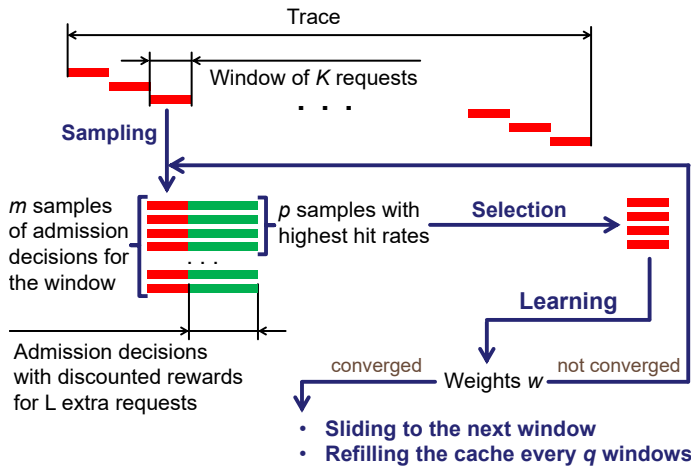 Trace
Window of K requests
. . .
Sampling
m samples
of admission
decisions for
the window
p samples with
highest hit rates
Selection
. . .
Learning
Admission decisions
with discounted rewards
for L extra requests
converged
Weights w
not converged
• Sliding to the next window
• Refilling the cache every q windows